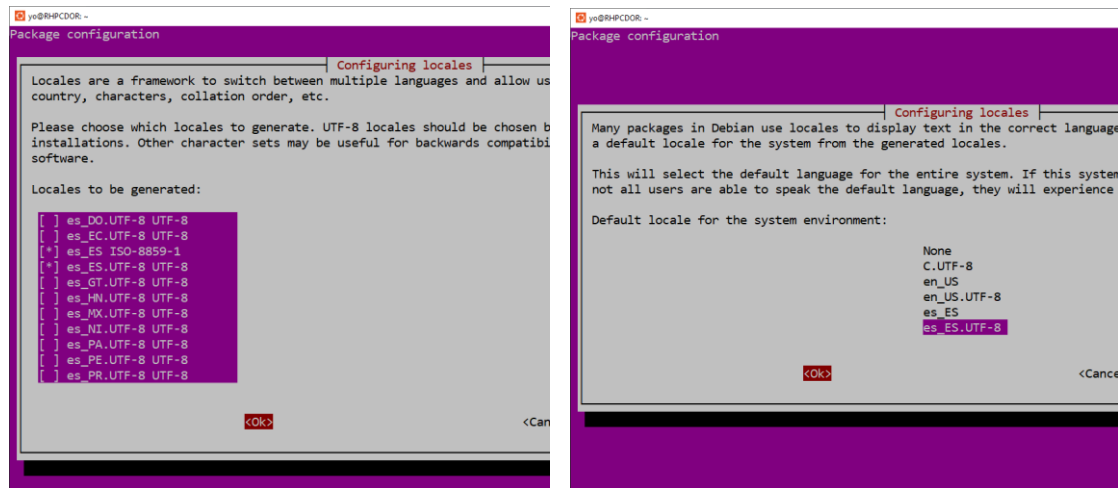 yo@RHPCDOR: ~
Package configuration
Configuring locales
Locales are a framework to switch between multiple languages and allow us
country, characters, collation order, etc.
Please choose which locales to generate. UTF-8 locales should be chosen b
installations. Other character sets may be useful for backwards compatibi
software.
Locales to be generated:
[ ] es_DO.UTF-8 UTF-8
[ ] es_EC.UTF-8 UTF-8
[*] es_ES ISO-8859-1
[*] es_ES.UTF-8 UTF-8
[ ] es_GT.UTF-8 UTF-8
[ ] es_HN.UTF-8 UTF-8
[ ] es_MX.UTF-8 UTF-8
[ ] es_NI.UTF-8 UTF-8
[ ] es_PA.UTF-8 UTF-8
[ ] es_PE.UTF-8 UTF-8
[ ] es_PR.UTF-8 UTF-8
<Ok> <Can
yo@RHPCDOR: ~
Package configuration
Configuring locales
Many packages in Debian use locales to display text in the correct language
a default locale for the system from the generated locales.
This will select the default language for the entire system. If this system
not all users are able to speak the default language, they will experience
Default locale for the system environment:
None
C.UTF-8
en_US
en_US.UTF-8
es_ES
es_ES.UTF-8
<Ok> <Cance